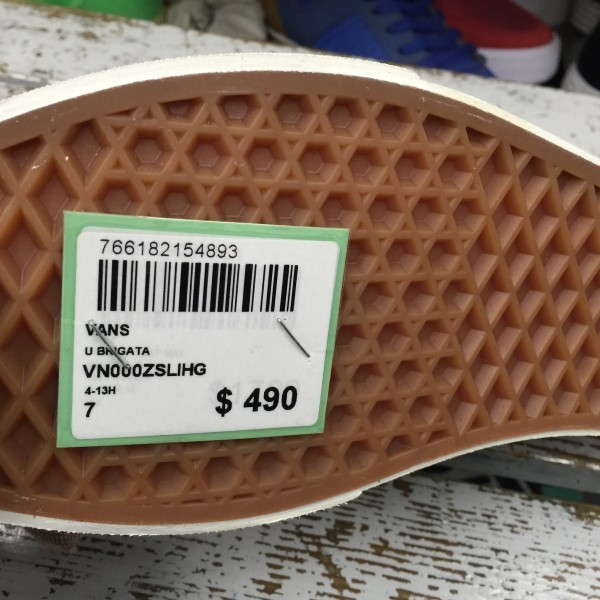 766182154893
VANS
U BRIGATA
VN000ZSLIHG
4-13H
7
$ 490